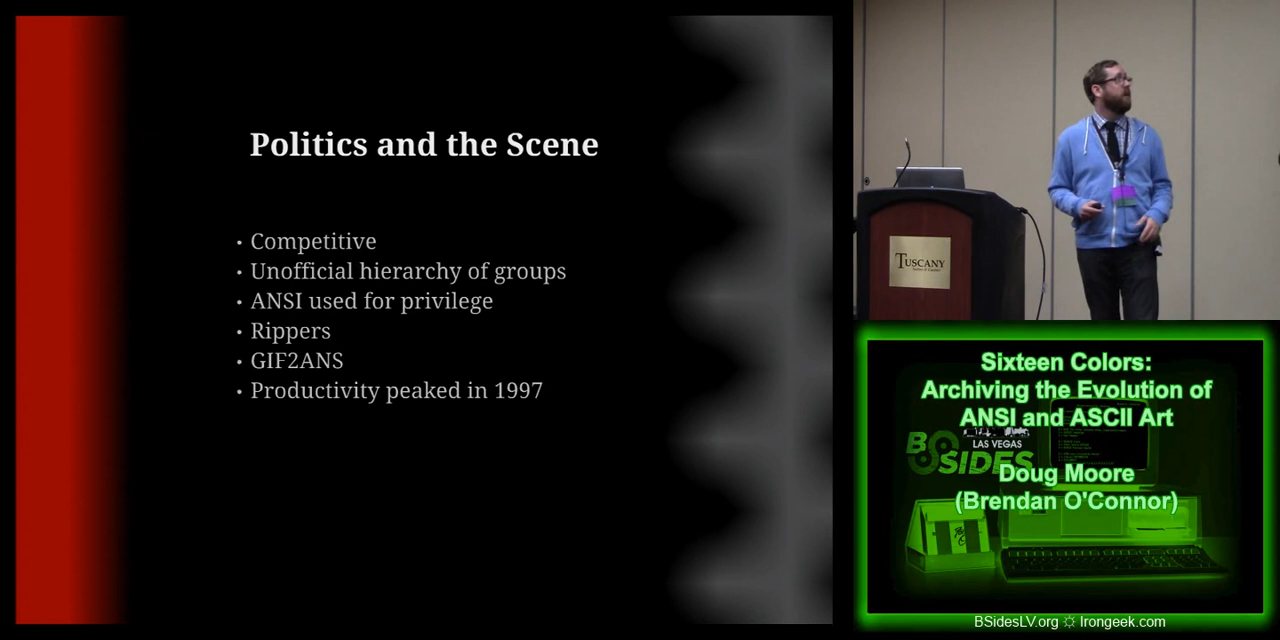 Politics and the Scene
• Competitive
• Unofficial hierarchy of groups
• ANSI used for privilege
• Rippers
• GIF2ANS
• Productivity peaked in 1997
TUSCANY
Sixteen Colors:
Archiving the Evolution of
ANSI and ASCII Art
BSIDES
LAS VEGAS
Doug Moore
(Brendan O'Connor)
BSidesLV.org ☼ Irongeek.com